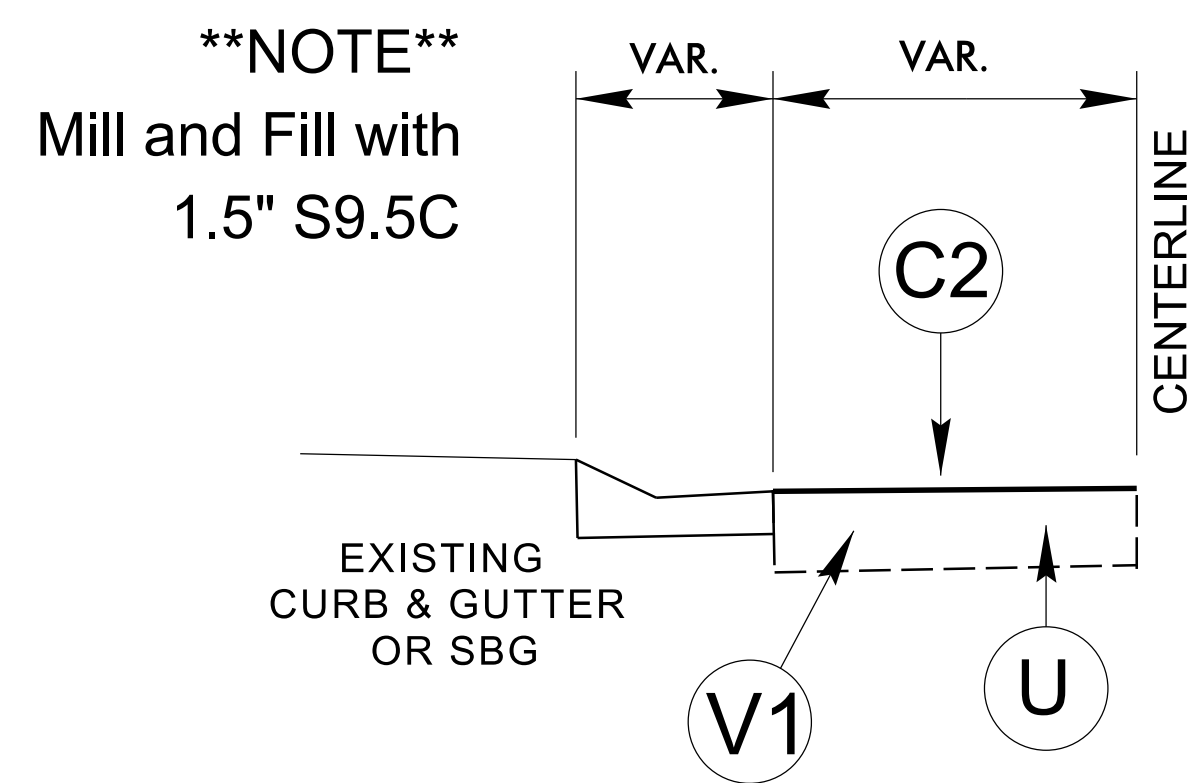 **NOTE**
Mill and Fill with
1.5" S9.5C
VAR.
VAR.
CENTERLINE
C2
EXISTING
CURB & GUTTER
OR SBG
V1
U